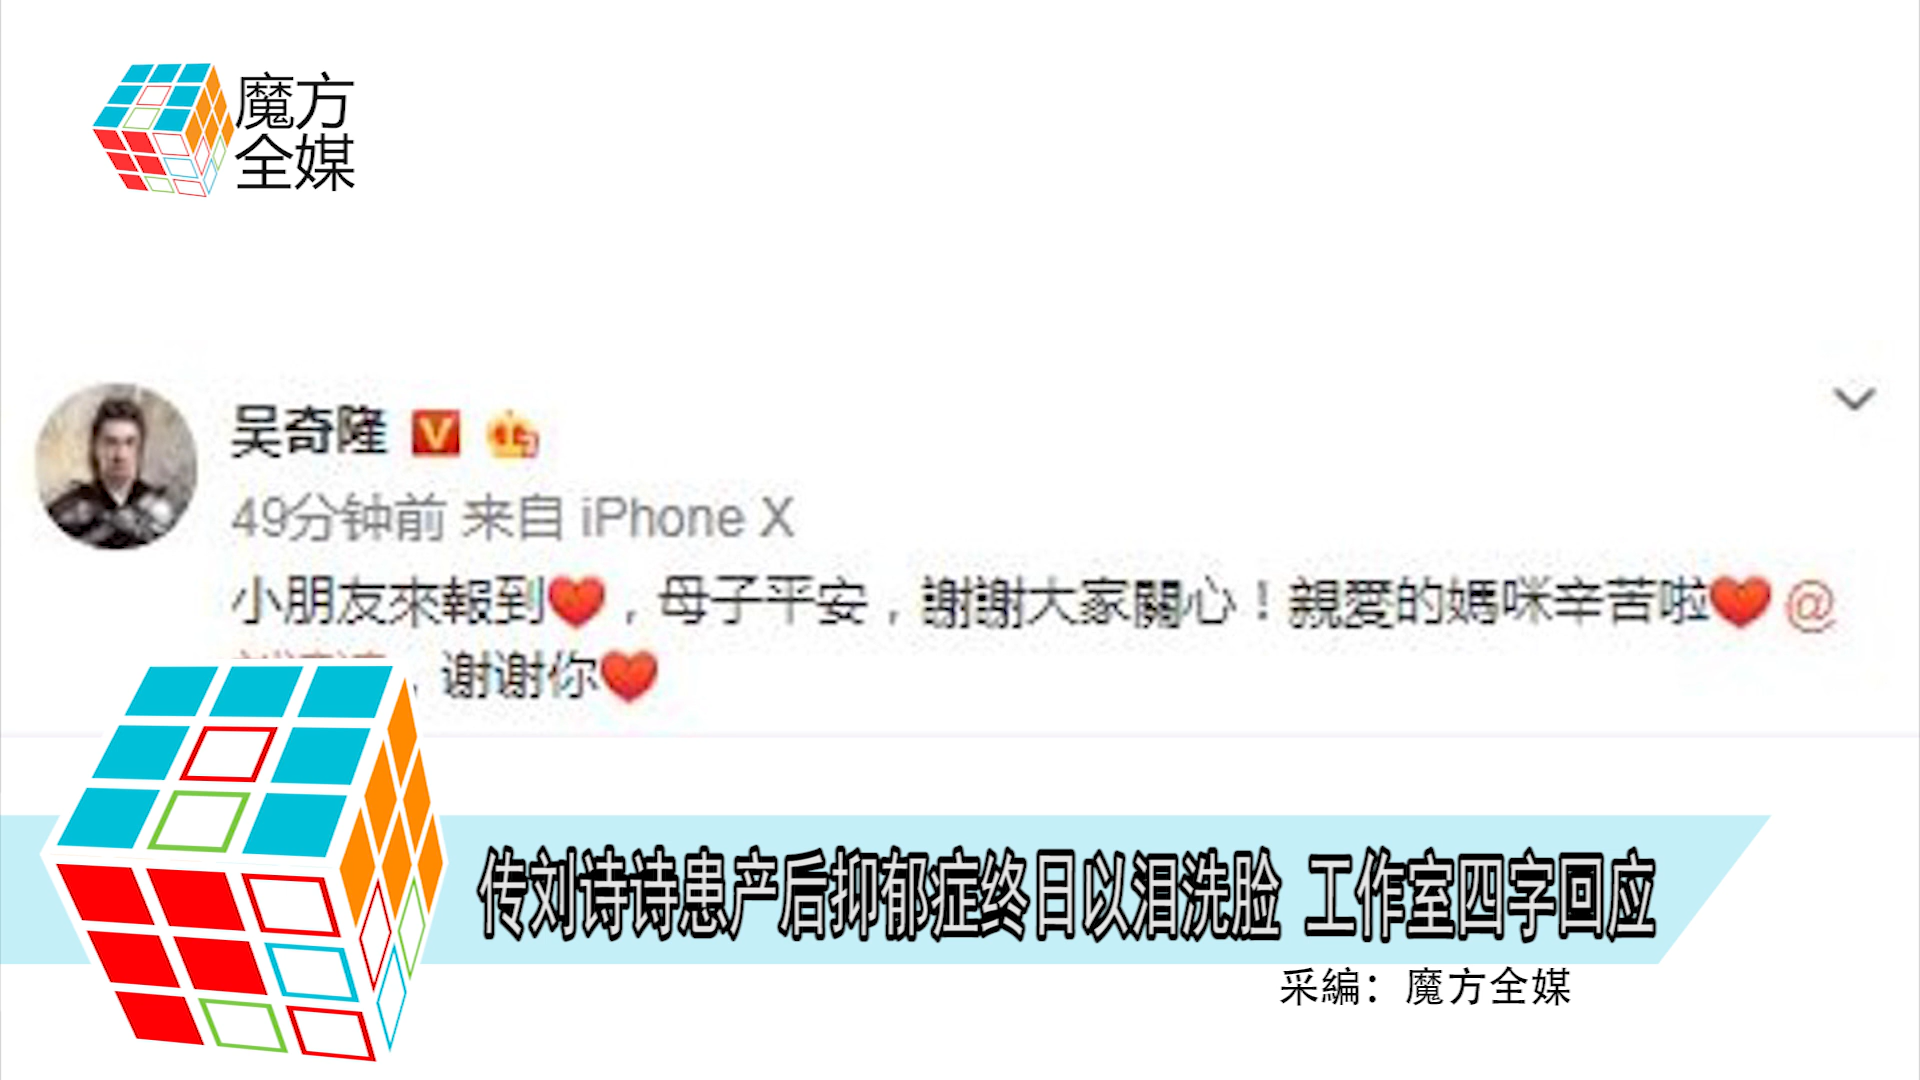 魔方
全媒
吴奇隆
49分钟前 来自 iPhone X
小朋友來報到❤️，母子平安，謝謝大家關心！親愛的媽咪辛苦啦❤️ @
，谢谢你❤️
传刘诗诗患产后抑郁症终日以泪洗脸 工作室四字回应
采編：魔方全媒